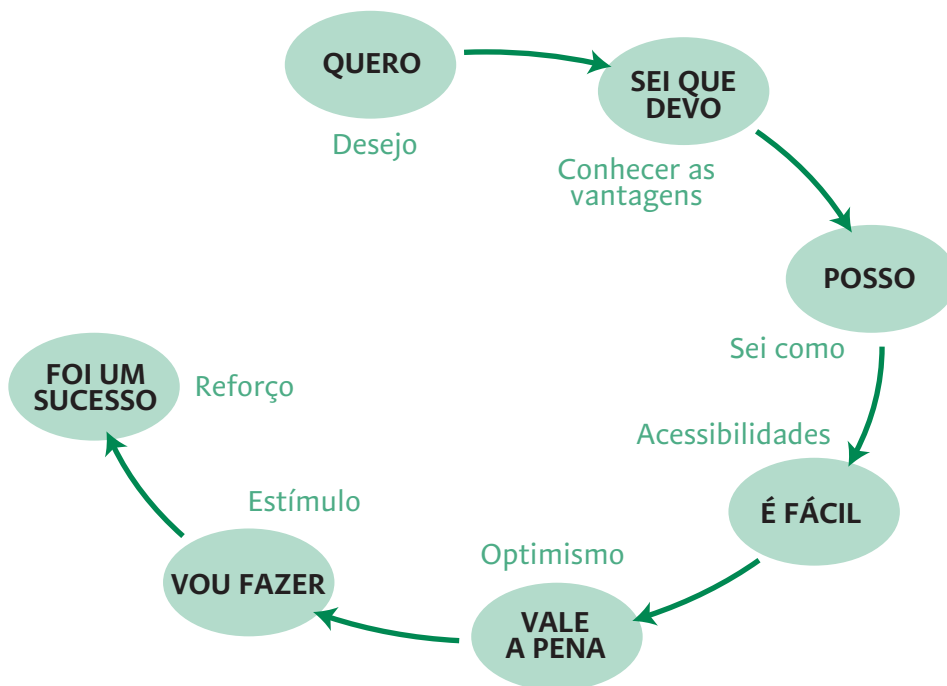 QUERO
Desejo
SEI QUE
DEVO
Conhecer as
vantagens
POSSO
Sei como
Acessibilidades
É FÁCIL
Optimismo
VALE
A PENA
Estímulo
VOU FAZER
Reforço
FOI UM
SUCESSO